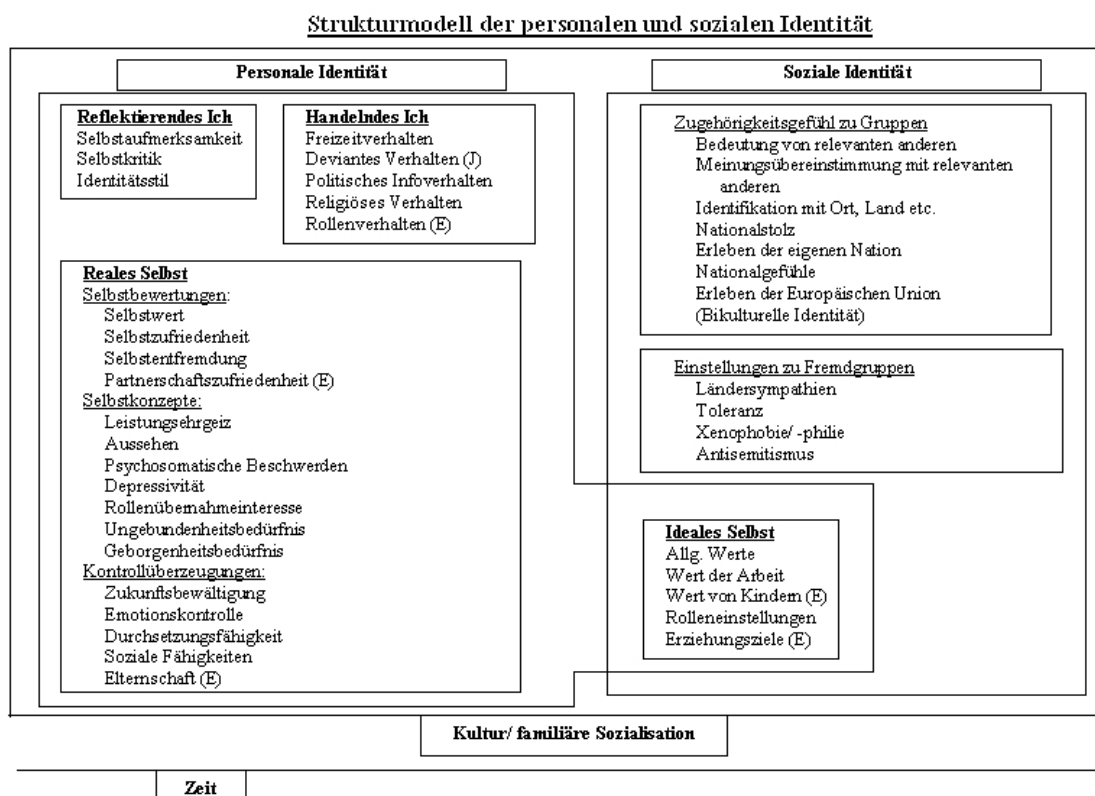 Strukturmodell der personalen und sozialen Identität
Personale Identität
Reflektierendes Ich
Selbstaufmerksamkeit
Selbstkritik
Identitätsstil
Handelndes Ich
Freizeitverhalten
Deviantes Verhalten (J)
Politisches Infoverhalten
Religiöses Verhalten
Rollenverhalten (E)
Reales Selbst
Selbstbewertungen:
Selbstwert
Selbstzufriedenheit
Selbstentfremdung
Partnerschaftszufriedenheit (E)
Selbstkonzepte:
Leistungsehrgeiz
Aussehen
Psychosomatische Beschwerden
Depressivität
Rollenübernahmeinteresse
Ungebundenheitsbedürfnis
Geborgenheitsbedürfnis
Kontrollüberzeugungen:
Zukunftsbewältigung
Emotionskontrolle
Durchsetzungsfähigkeit
Soziale Fähigkeiten
Elternschaft (E)
Soziale Identität
Zugehörigkeitsgefühl zu Gruppen
Bedeutung von relevanten anderen
Meinungsübereinstimmung mit relevanten
anderen
Identifikation mit Ort, Land etc.
Nationalstolz
Erleben der eigenen Nation
Nationalgefühle
Erleben der Europäischen Union
(Bikulturelle Identität)
Einstellungen zu Fremdgruppen
Ländersympathien
Toleranz
Xenophobie/ -philie
Antisemitismus
Ideales Selbst
Allg. Werte
Wert der Arbeit
Wert von Kindern (E)
Rolleneinstellungen
Erziehungsziele (E)
Kultur/ familiäre Sozialisation
Zeit